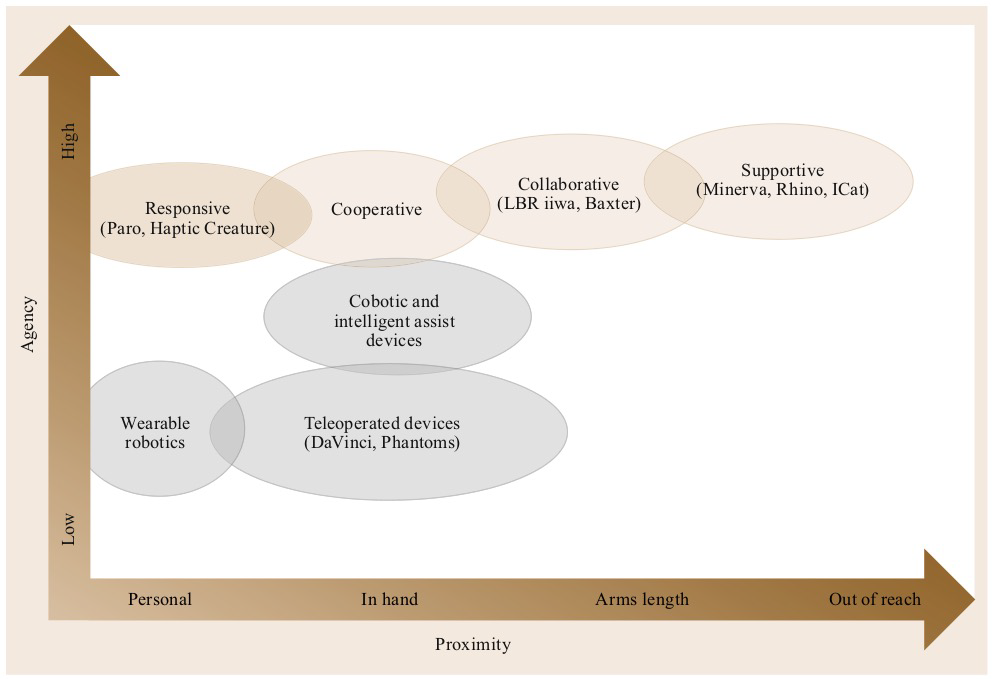 High
Agency
Low
Responsive
(Paro, Haptic Creature)
Cooperative
Collaborative
(LBR iiwa, Baxter)
Supportive
(Minerva, Rhino, ICat)
Cobotic and
intelligent assist
devices
Wearable
robotics
Teleoperated devices
(DaVinci, Phantoms)
Personal
In hand
Arms length
Out of reach
Proximity